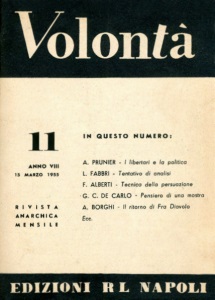 Volontà
11
ANNO VIII
15 MARZO 1955
RIVISTA
ANARCHICA
MENSILE
IN QUESTO NUMERO:
A. PRUNIER - I libertari e la politica
L. FABBRI - Tentativo di analisi
F. ALBERTI - Tecnica della persuasione
G. C. DE CARLO - Pensiero di una mostra
A. BORGHI - Il ritorno di Fra Diavolo
Ecc.
EDIZIONI RL NAPOLI